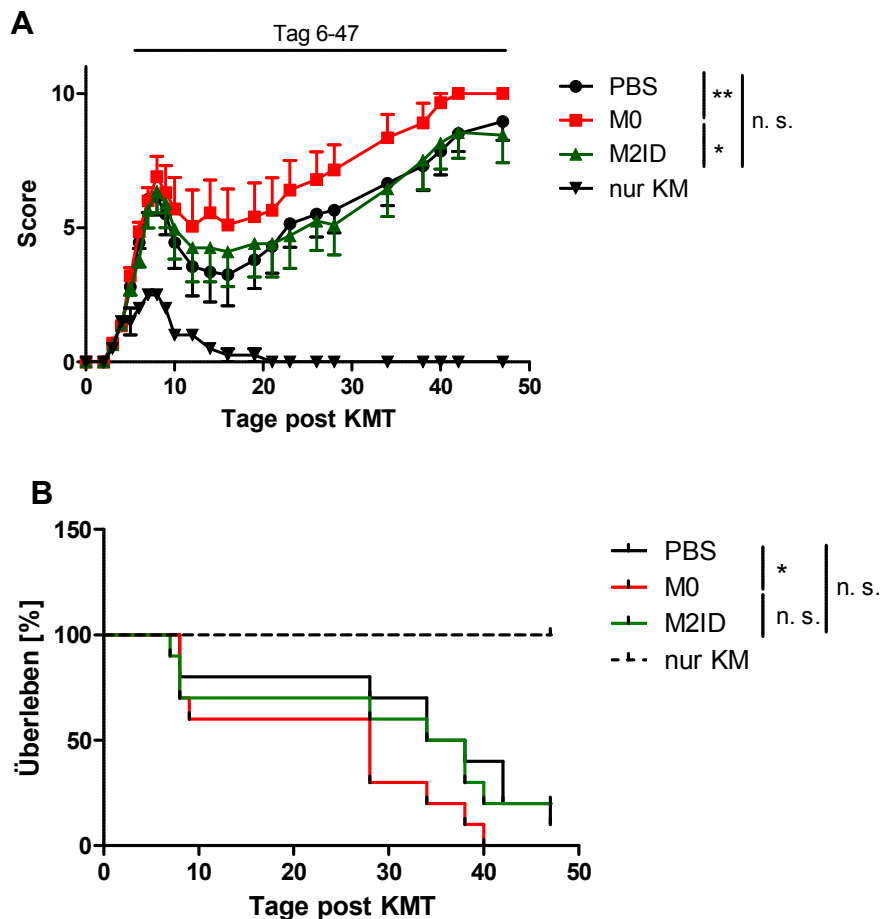 A
Tag 6-47
10
5
0
Score
0 10 20 30 40 50
Tage post KMT
PBS
M0
M2ID
nur KM
**
*
n. s.
B
150
100
50
0
Überleben [%]
0 10 20 30 40 50
Tage post KMT
PBS
M0
M2ID
nur KM
*
n. s.
n. s.